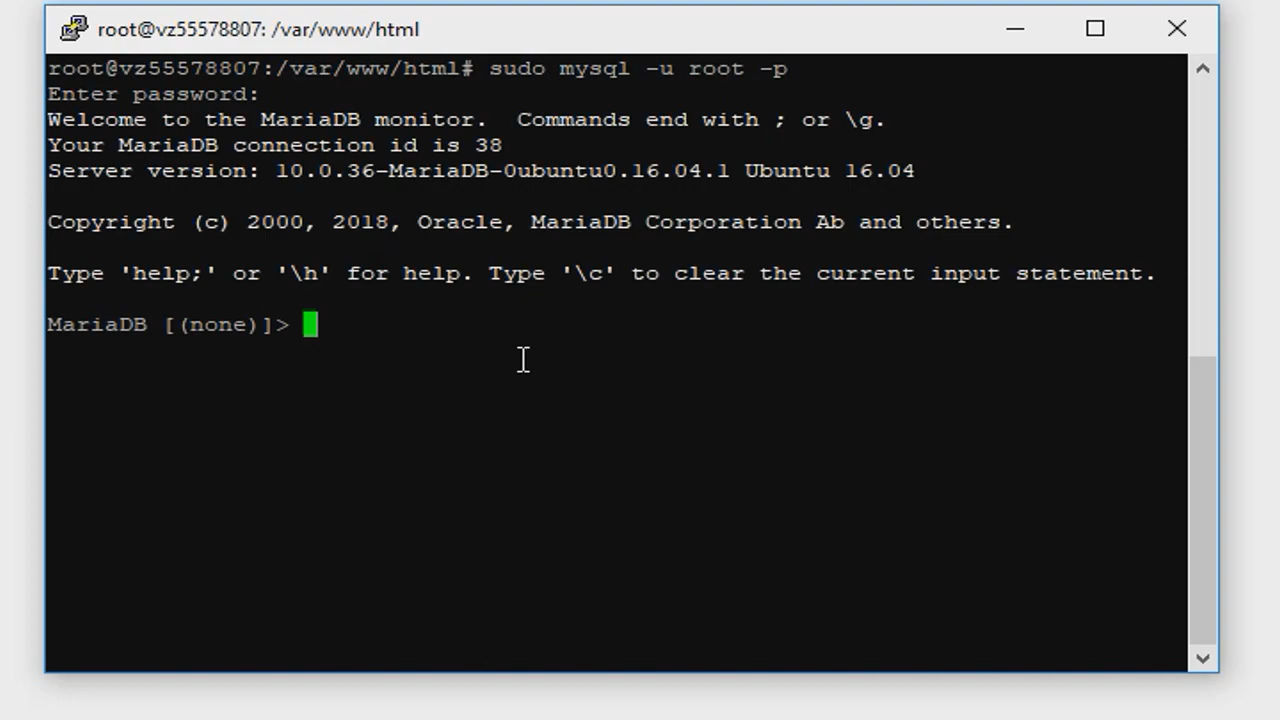 root@vz55578807: /var/www/html
root@vz55578807:/var/www/html# sudo mysql -u root -p
Enter password:
Welcome to the MariaDB monitor.  Commands end with ; or \g.
Your MariaDB connection id is 38
Server version: 10.0.36-MariaDB-0ubuntu0.16.04.1 Ubuntu 16.04
Copyright (c) 2000, 2018, Oracle, MariaDB Corporation Ab and others.
Type 'help;' or '\h' for help. Type '\c' to clear the current input statement.
MariaDB [(none)]>